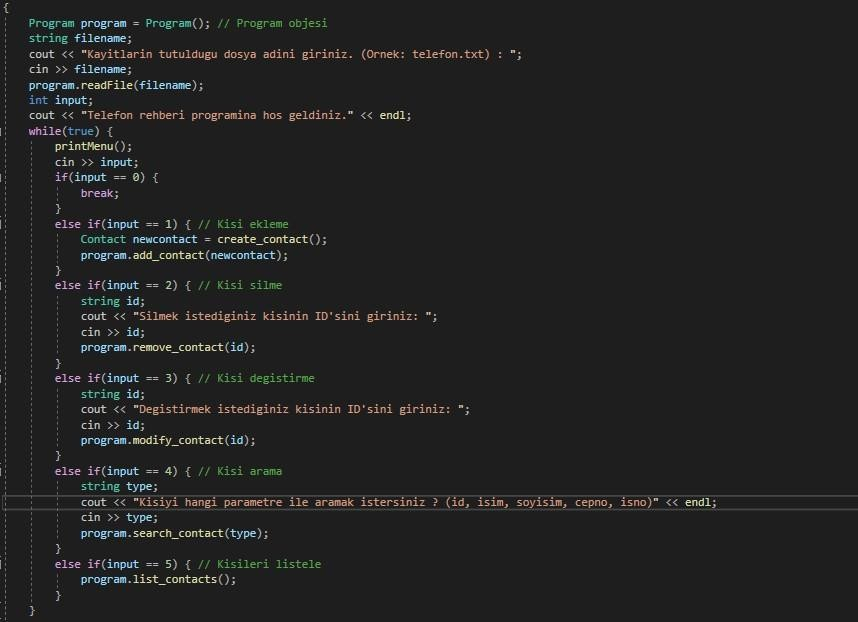 {
    Program program = Program(); // Program objesi
    string filename;
    cout << "Kayitlarin tutuldugu dosya adini giriniz. (Ornek: telefon.txt) : ";
    cin >> filename;
    program.readFile(filename);
    int input;
    cout << "Telefon rehberi programina hos geldiniz." << endl;
    while(true) {
        printMenu();
        cin >> input;
        if(input == 0) {
            break;
        }
        else if(input == 1) { // Kisi ekleme
            Contact newcontact = create_contact();
            program.add_contact(newcontact);
        }
        else if(input == 2) { // Kisi silme
            string id;
            cout << "Silmek istediginiz kisinin ID'sini giriniz: ";
            cin >> id;
            program.remove_contact(id);
        }
        else if(input == 3) { // Kisi degistirme
            string id;
            cout << "Degistirmek istediginiz kisinin ID'sini giriniz: ";
            cin >> id;
            program.modify_contact(id);
        }
        else if(input == 4) { // Kisi arama
            string type;
            cout << "Kisiyi hangi parametre ile aramak istersiniz ? (id, isim, soyisim, cepno, isno)" << endl;
            cin >> type;
            program.search_contact(type);
        }
        else if(input == 5) { // Kisileri listele
            program.list_contacts();
        }
    }